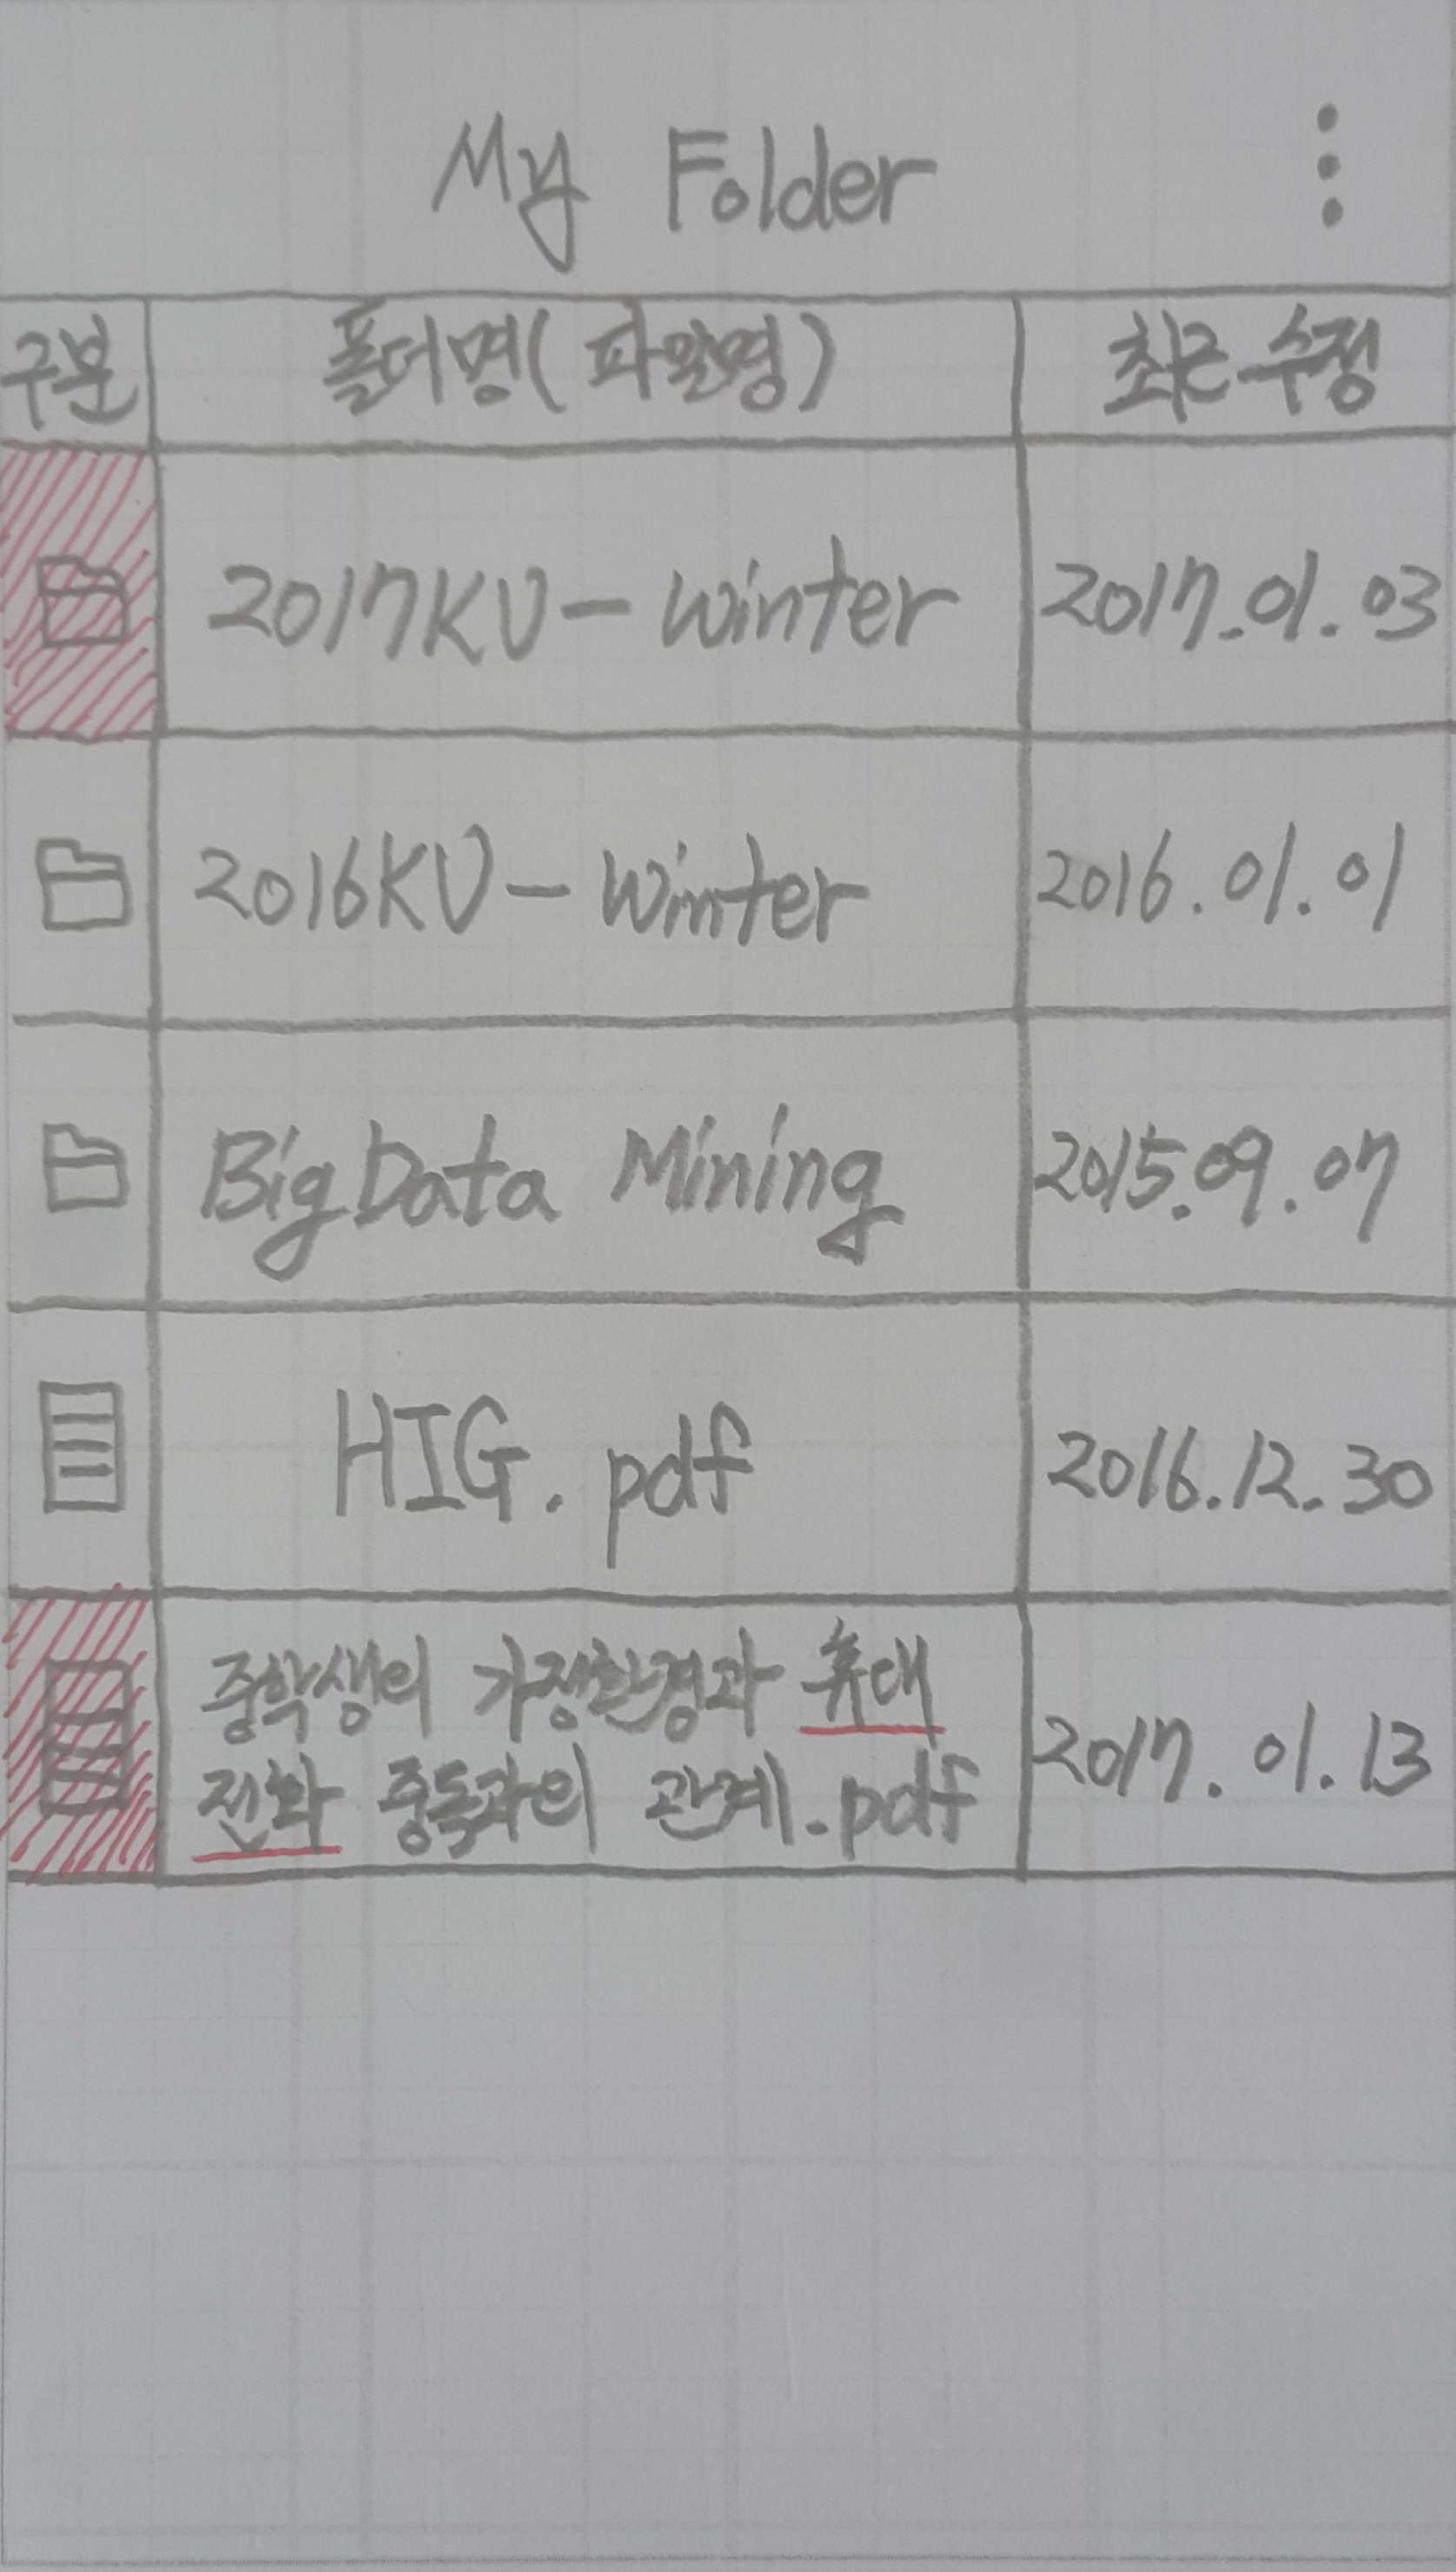 My Folder
구분 폴더명(파일명) 최근 수정
2017KU-winter 2017.01.03
2016KU-winter 2016.01.01
BigData Mining 2015.09.07
HIG.pdf 2016.12.30
중학생의 가정환경과 휴대
전화 중독과의 관계.pdf 2017.01.13